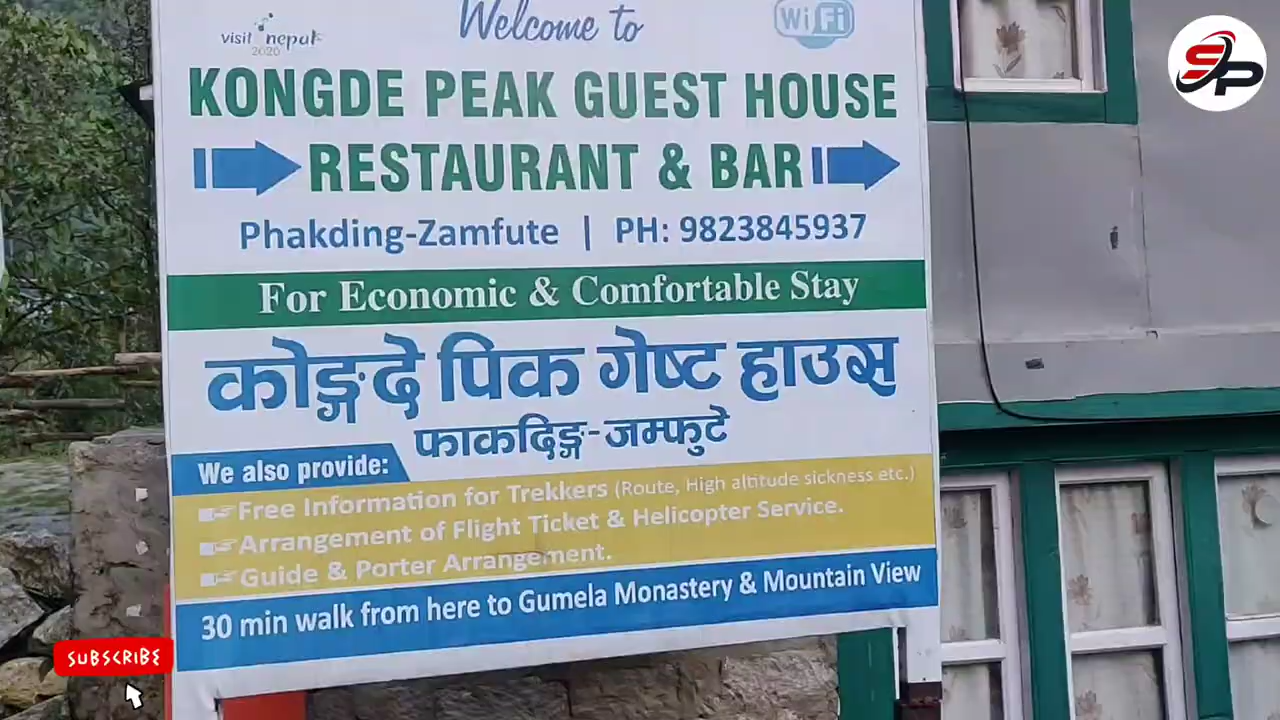 visit nepal
2020
Welcome to
WiFi
SP
KONGDE PEAK GUEST HOUSE
RESTAURANT & BAR
Phakding-Zamfute | PH: 9823845937
For Economic & Comfortable Stay
कोङ्गदे पिक गेष्ट हाउस
फाकदिङ्ग-जम्फुटे
We also provide:
Free Information for Trekkers (Route, High altitude sickness etc.)
Arrangement of Flight Ticket & Helicopter Service.
Guide & Porter Arrangement.
30 min walk from here to Gumela Monastery & Mountain View
SUBSCRIBE